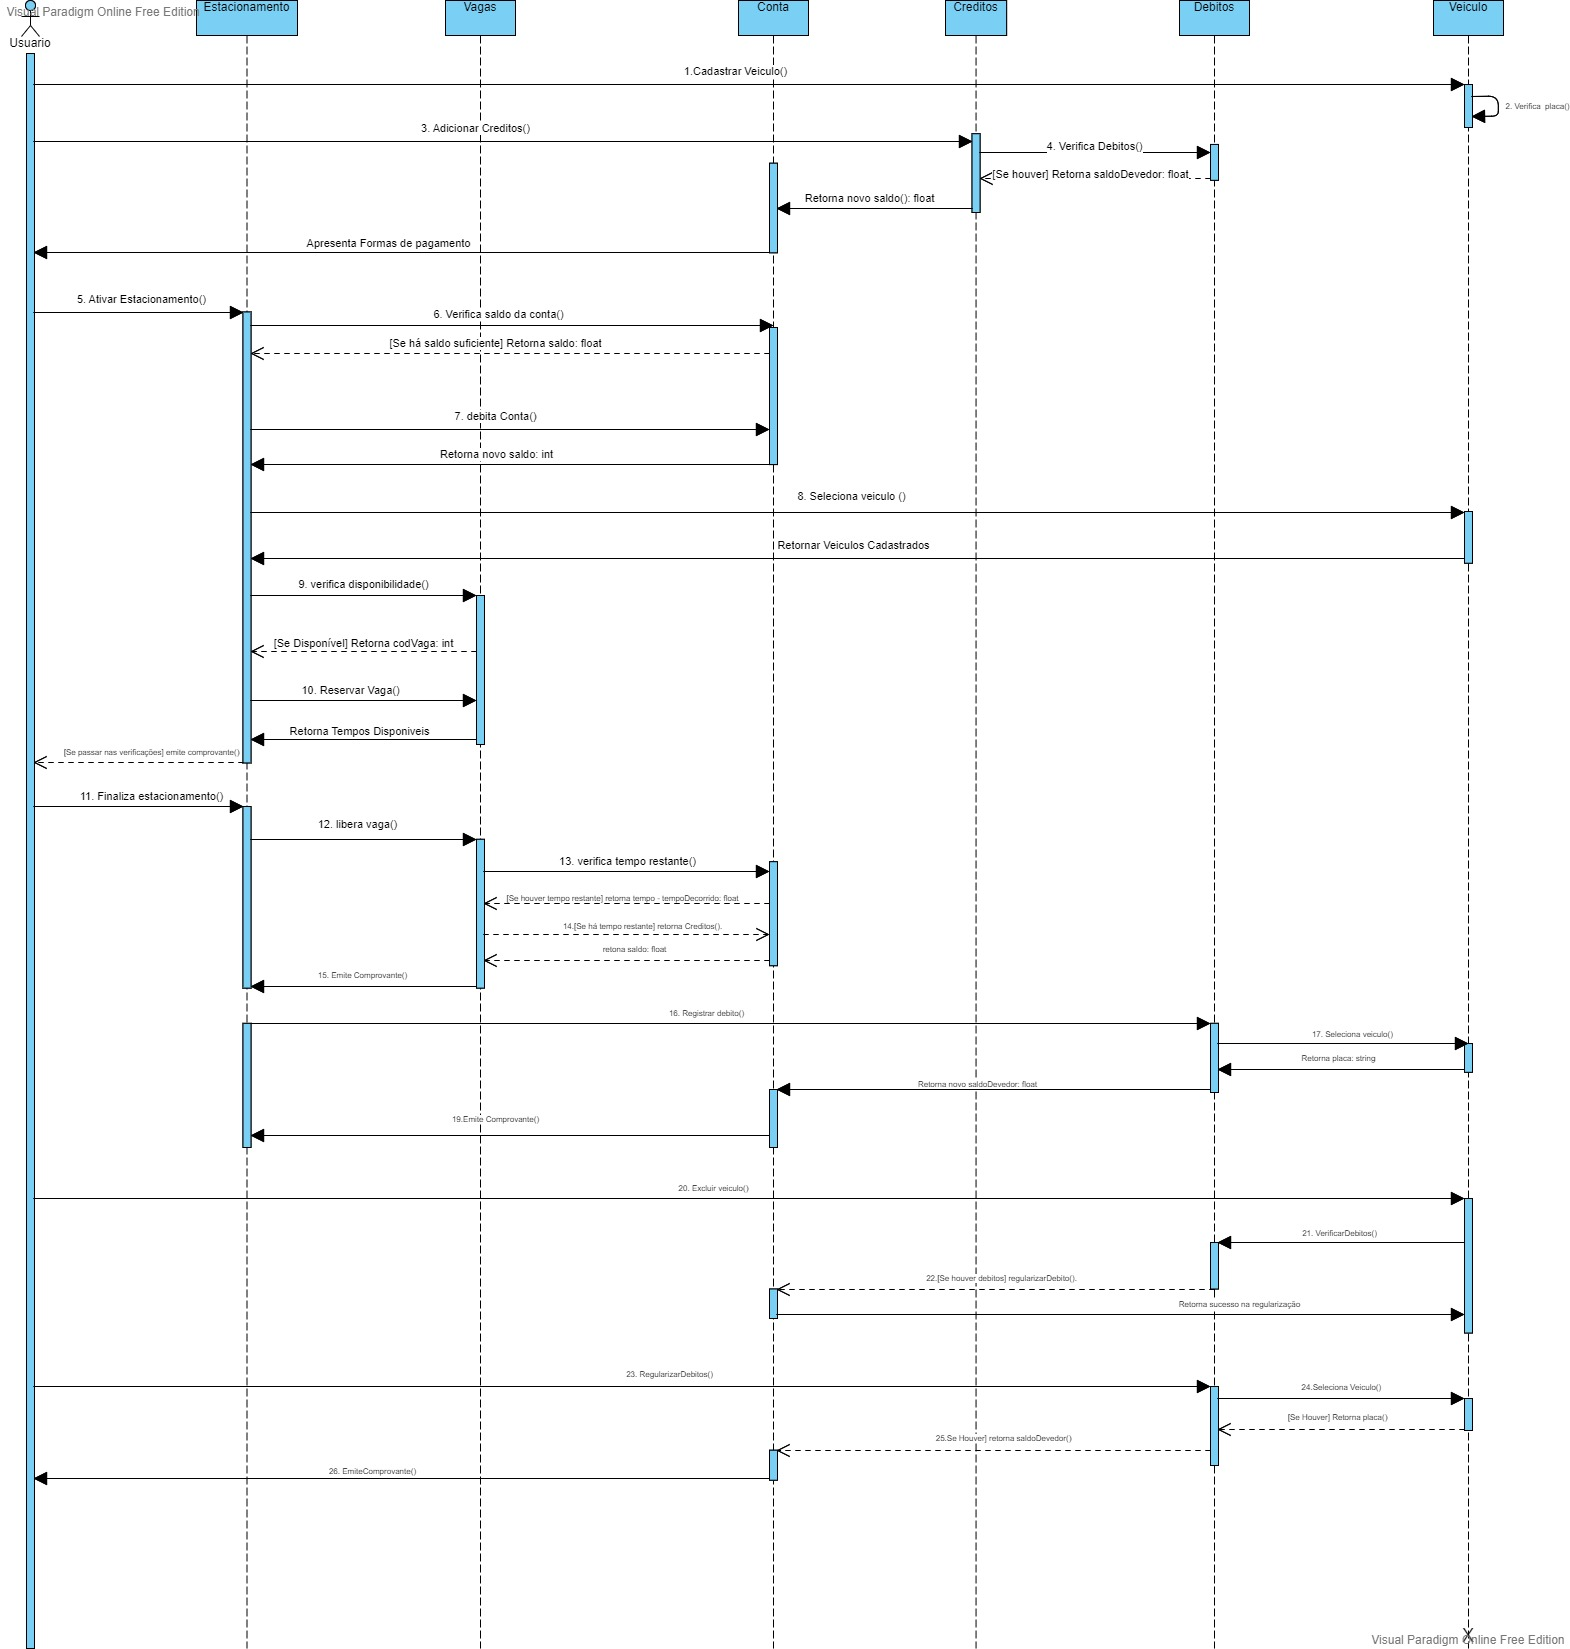 Visual Paradigm Online Free Edition
Usuario
Estacionamento
Vagas
Conta
Creditos
Debitos
Veiculo
1.Cadastrar Veiculo()
2. Verifica placa()
3. Adicionar Creditos()
4. Verifica Debitos()
[Se houver] Retorna saldoDevedor: float
Retorna novo saldo(): float
Apresenta Formas de pagamento
5. Ativar Estacionamento()
6. Verifica saldo da conta()
[Se há saldo suficiente] Retorna saldo: float
7. debita Conta()
Retorna novo saldo: int
8. Seleciona veiculo ()
Retornar Veiculos Cadastrados
9. verifica disponibilidade()
[Se Disponível] Retorna codVaga: int
10. Reservar Vaga()
Retorna Tempos Disponiveis
[Se passar nas verificações] emite comprovante()
11. Finaliza estacionamento()
12. libera vaga()
13. verifica tempo restante()
[Se houver tempo restante] retorna tempo - tempoDecorrido: float
14.[Se há tempo restante] retorna Creditos().
retona saldo: float
15. Emite Comprovante()
16. Registrar debito()
17. Seleciona veiculo()
Retorna placa: string
Retorna novo saldoDevedor: float
19.Emite Comprovante()
20. Excluir veiculo()
21. VerificarDebitos()
22.[Se houver debitos] regularizarDebito().
Retorna sucesso na regularização
23. RegularizarDebitos()
24.Seleciona Veiculo()
[Se Houver] Retorna placa()
25.Se Houver] retorna saldoDevedor()
26. EmiteComprovante()
Visual Paradigm Online Free Edition